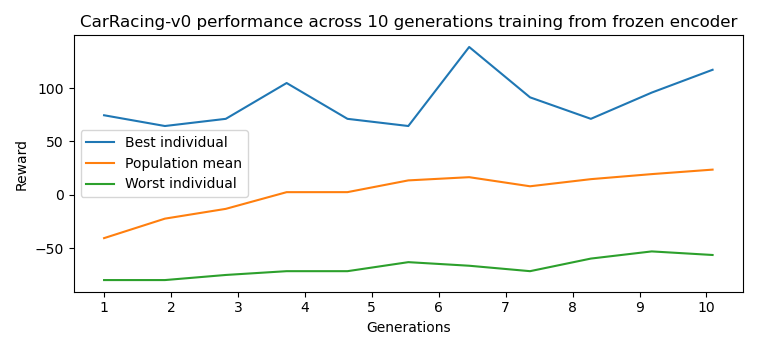 CarRacing-v0 performance across 10 generations training from frozen encoder
100
50
0
−50
Reward
Best individual
Population mean
Worst individual
1 2 3 4 5 6 7 8 9 10
Generations